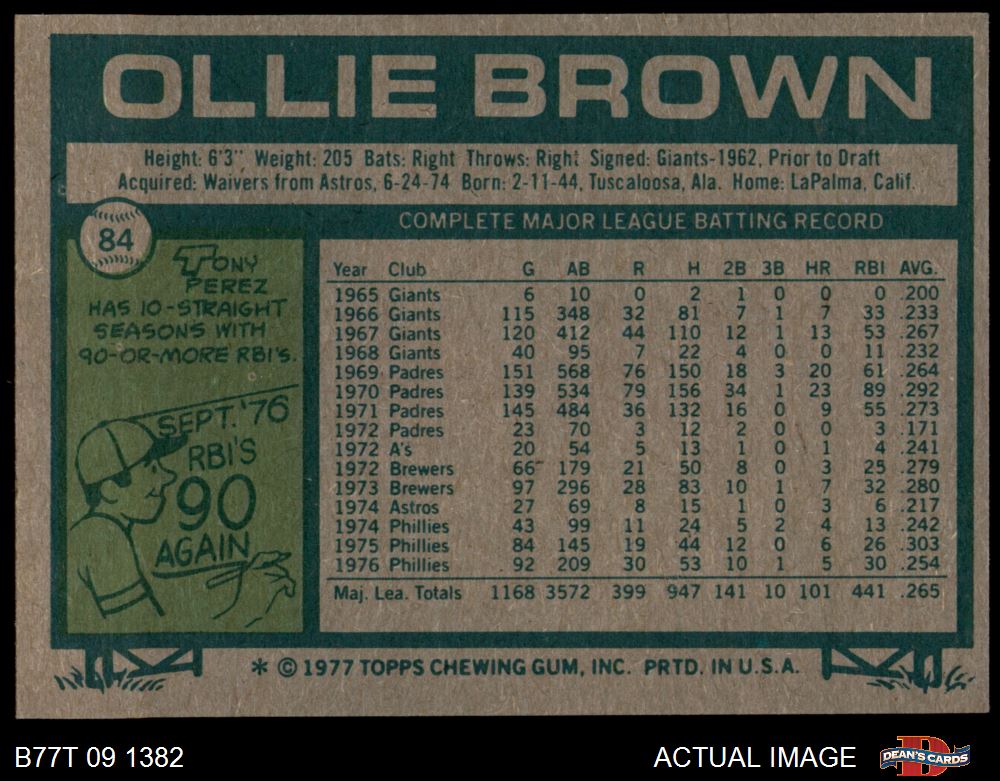 OLLIE BROWN
Height: 6'3" Weight: 205 Bats: Right Throws: Right Signed: Giants-1962, Prior to Draft
Acquired: Waivers from Astros, 6-24-74 Born: 2-11-44, Tuscaloosa, Ala. Home: LaPalma, Calif.
84
TONY
PEREZ
HAS 10-STRAIGHT
SEASONS WITH
90-OR-MORE RBI'S.
SEPT. '76
RBI'S
90
AGAIN
COMPLETE MAJOR LEAGUE BATTING RECORD
Year Club G AB R H 2B 3B HR RBI AVG.
1965 Giants 6 10 0 2 1 0 0 0 .200
1966 Giants 115 348 32 81 7 1 7 33 .233
1967 Giants 120 412 44 110 12 1 13 53 .267
1968 Giants 40 95 7 22 4 0 0 11 .232
1969 Padres 151 568 76 150 18 3 20 61 .264
1970 Padres 139 534 79 156 34 1 23 89 .292
1971 Padres 145 484 36 132 16 0 9 55 .273
1972 Padres 23 70 3 12 2 0 0 3 .171
1972 A's 20 54 5 13 1 0 1 4 .241
1972 Brewers 66 179 21 50 8 0 3 25 .279
1973 Brewers 97 296 28 83 10 1 7 32 .280
1974 Astros 27 69 8 15 1 0 3 6 .217
1974 Phillies 43 99 11 24 5 2 4 13 .242
1975 Phillies 84 145 19 44 12 0 6 26 .303
1976 Phillies 92 209 30 53 10 1 5 30 .254
Maj. Lea. Totals 1168 3572 399 947 141 10 101 441 .265
* © 1977 TOPPS CHEWING GUM, INC. PRTD. IN U.S.A.
B77T 09 1382
ACTUAL IMAGE
DEAN'S CARDS